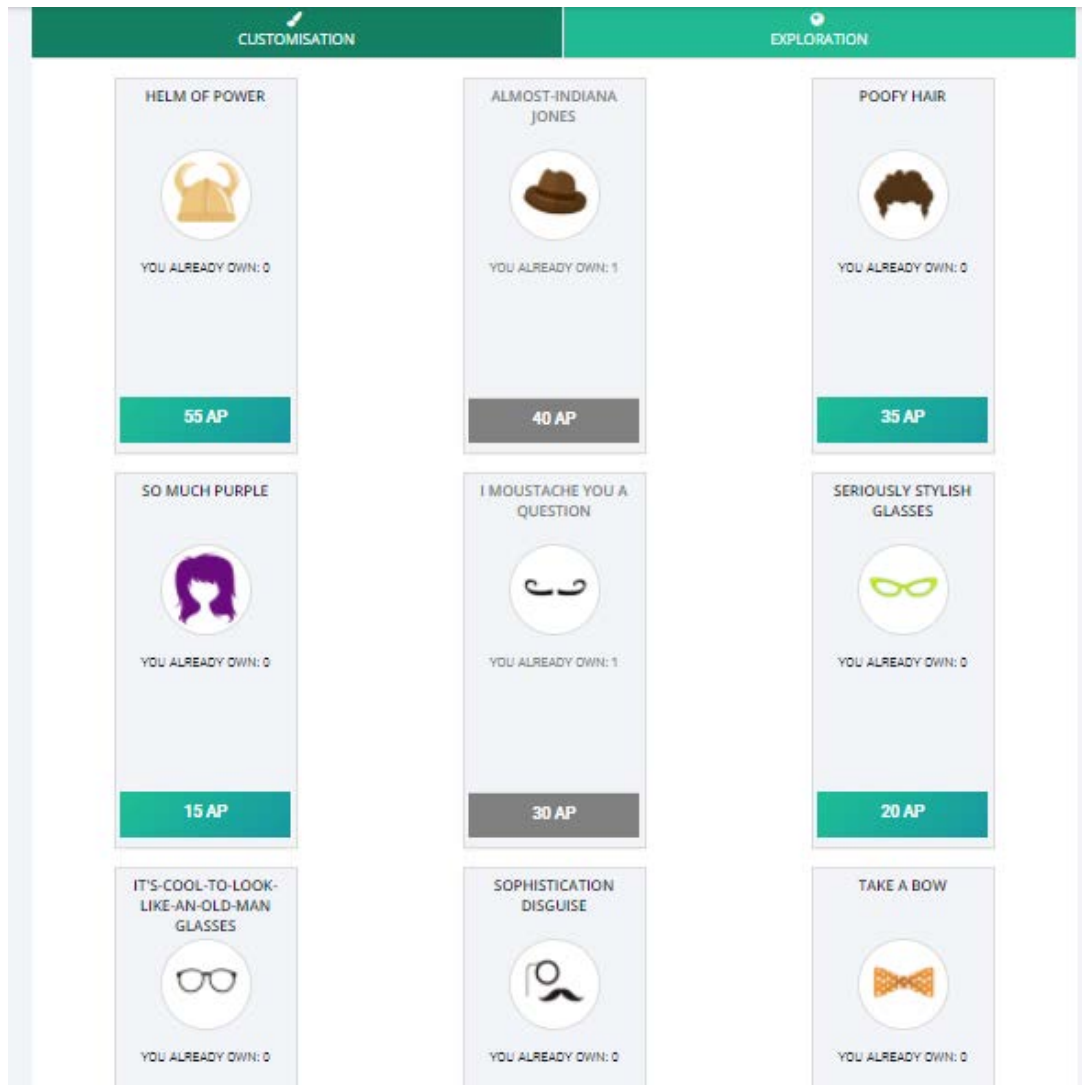 CUSTOMISATION
EXPLORATION
HELM OF POWER
YOU ALREADY OWN: 0
55 AP
ALMOST-INDIANA
JONES
YOU ALREADY OWN: 1
40 AP
POOFY HAIR
YOU ALREADY OWN: 0
35 AP
SO MUCH PURPLE
YOU ALREADY OWN: 0
15 AP
I MOUSTACHE YOU A
QUESTION
YOU ALREADY OWN: 1
30 AP
SERIOUSLY STYLISH
GLASSES
YOU ALREADY OWN: 0
20 AP
IT'S-COOL-TO-LOOK-
LIKE-AN-OLD-MAN
GLASSES
YOU ALREADY OWN: 0
SOPHISTICATION
DISGUISE
YOU ALREADY OWN: 0
TAKE A BOW
YOU ALREADY OWN: 0